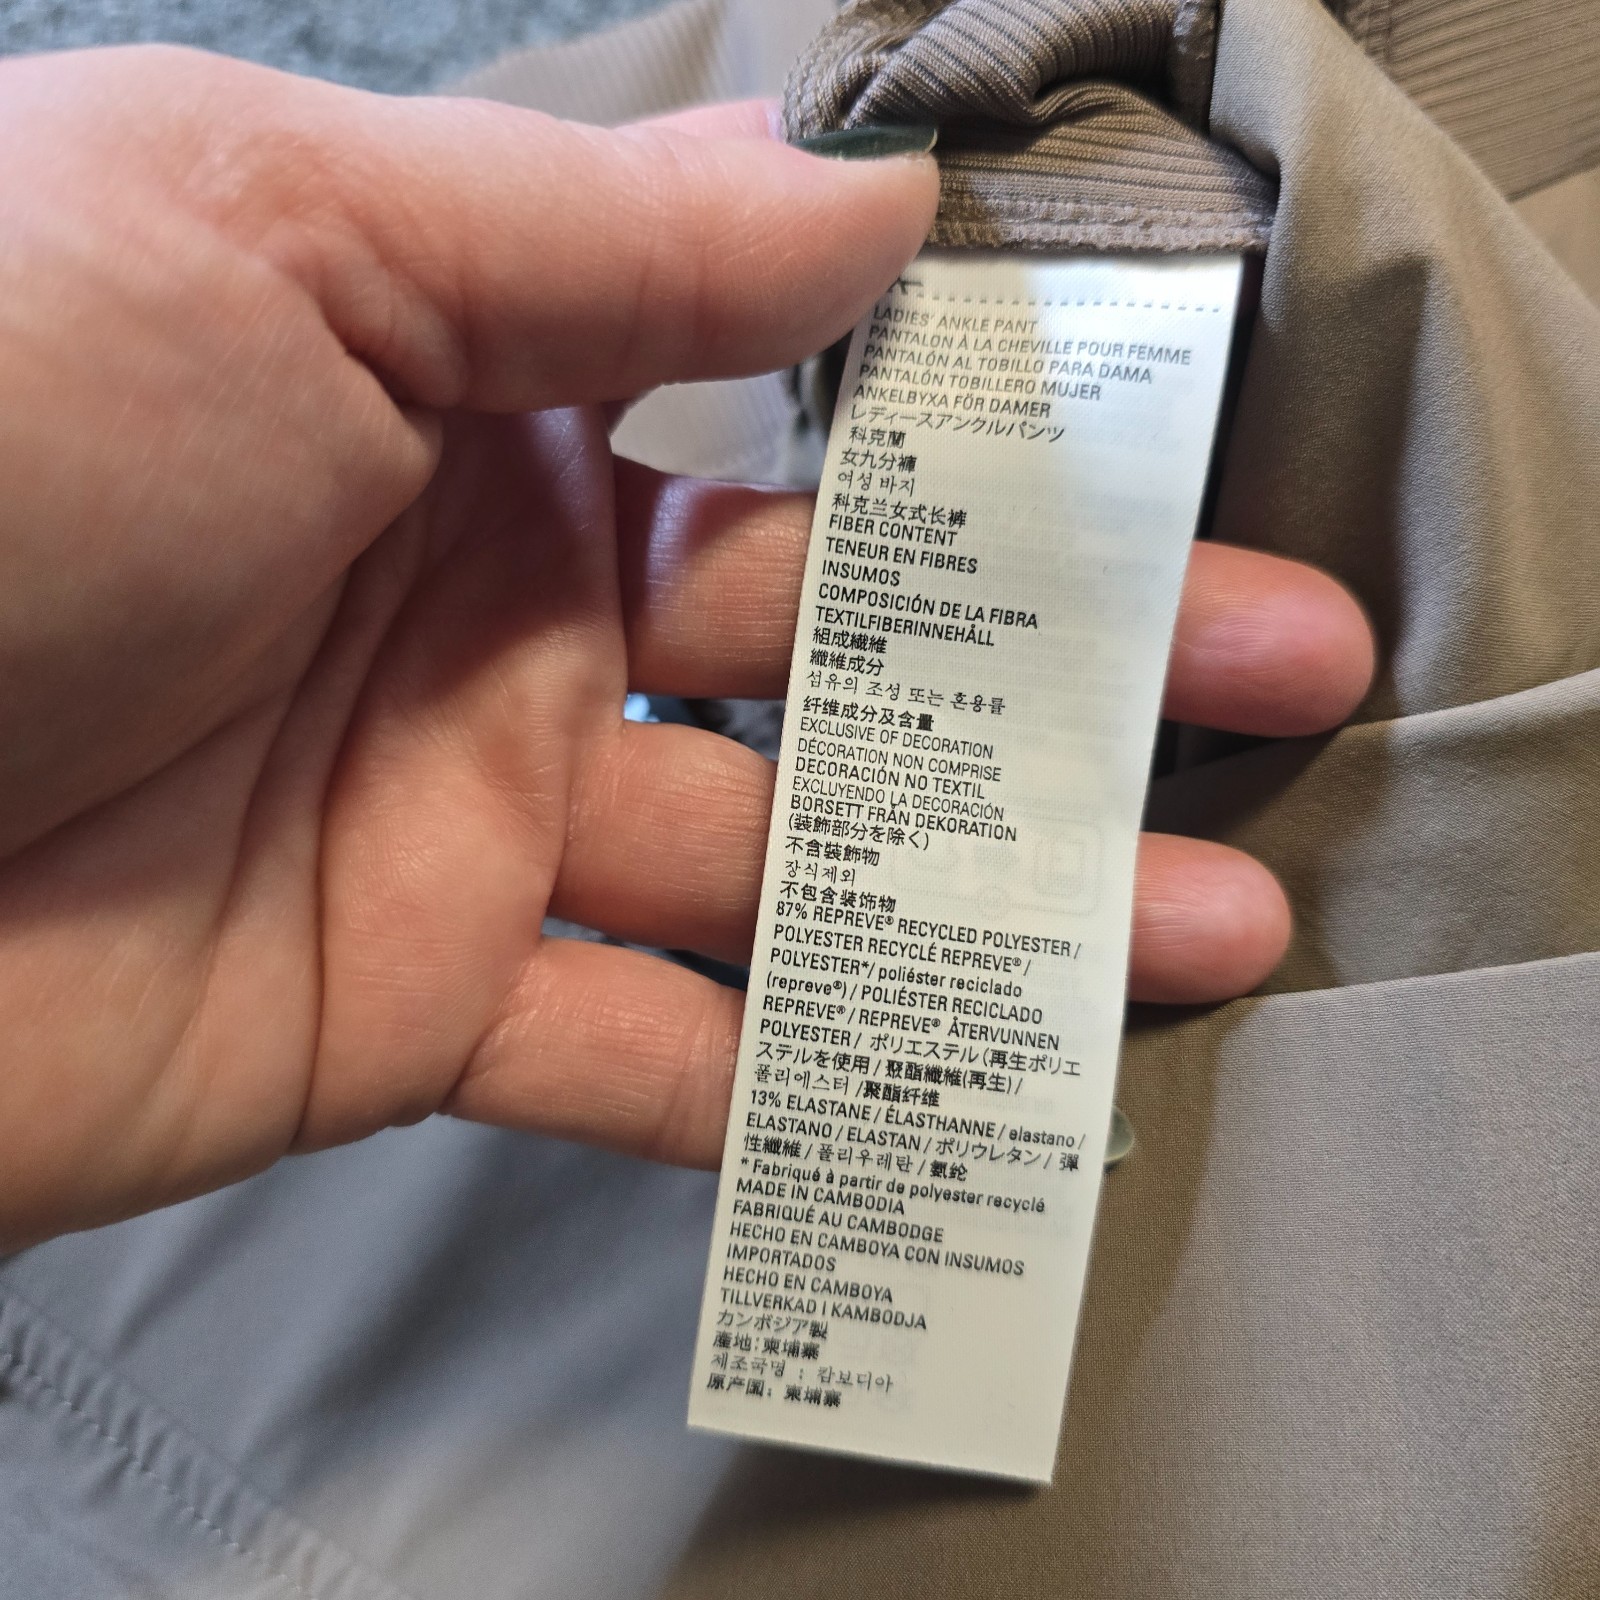 LADIES' ANKLE PANT
PANTALON À LA CHEVILLE POUR FEMME
PANTALÓN AL TOBILLO PARA DAMA
PANTALÓN TOBILLERO MUJER
ANKELBYXA FÖR DAMER
レディースアンクルパンツ
科克蘭
女九分褲
여성 바지
科克兰女式长裤
FIBER CONTENT
TENEUR EN FIBRES
INSUMOS
COMPOSICIÓN DE LA FIBRA
TEXTILFIBERINNEHÅLL
組成繊維
纖維成分
섬유의 조성 또는 혼용률
纤维成分及含量
EXCLUSIVE OF DECORATION
DÉCORATION NON COMPRISE
DECORACIÓN NO TEXTIL
EXCLUYENDO LA DECORACIÓN
BORSETT FRÅN DEKORATION
(装飾部分を除く)
不含裝飾物
장식제외
不包含装饰物
87% REPREVE® RECYCLED POLYESTER /
POLYESTER RECYCLÉ REPREVE® /
POLYESTER*/ poliéster reciclado
(repreve®) / POLIÉSTER RECICLADO
REPREVE® / REPREVE® ÅTERVUNNEN
POLYESTER / ポリエステル (再生ポリエ
ステルを使用 / 聚酯纖維(再生) /
폴리에스터 /聚酯纤维
13% ELASTANE / ÉLASTHANNE / elastano /
ELASTANO / ELASTAN / ポリウレタン / 彈
性纖維 / 폴리우레탄 / 氨纶
* Fabriqué à partir de polyester recyclé
MADE IN CAMBODIA
FABRIQUÉ AU CAMBODGE
HECHO EN CAMBOYA CON INSUMOS
IMPORTADOS
HECHO EN CAMBOYA
TILLVERKAD I KAMBODJA
カンボジア製
產地：柬埔寨
제조국명 : 캄보디아
原产国：柬埔寨